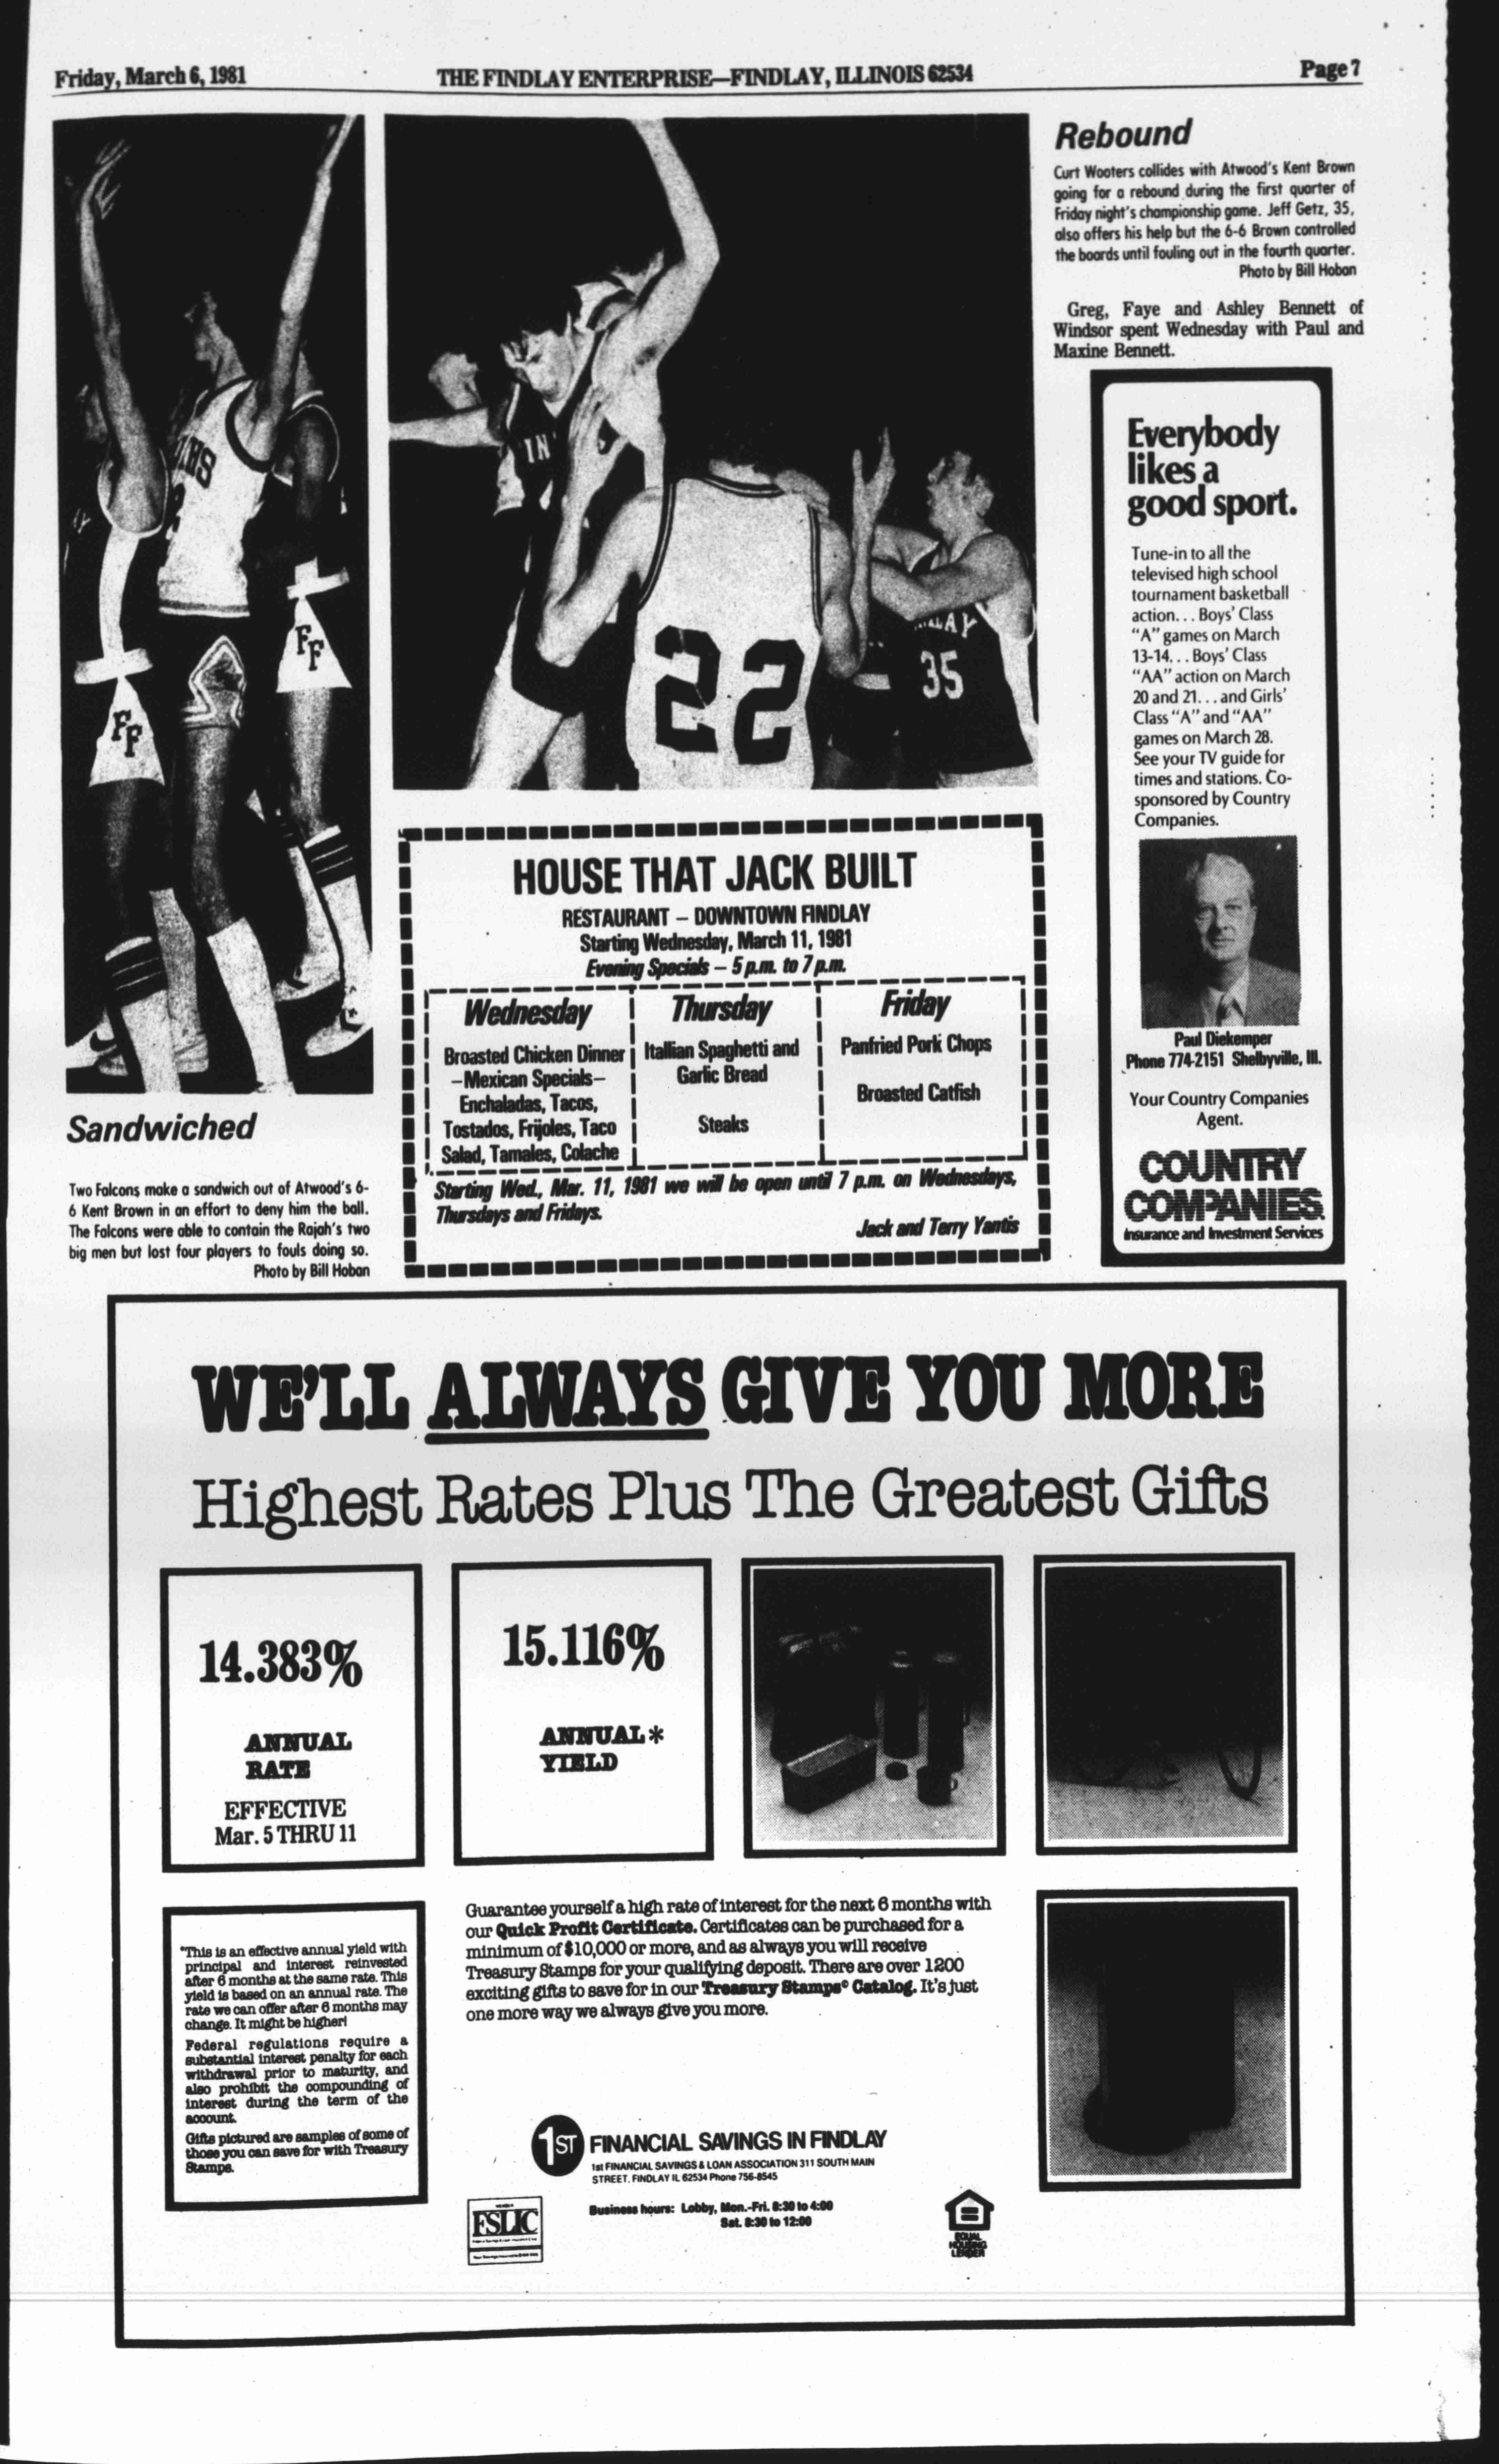 Friday, March 6, 1981
THE FINDLAY ENTERPRISE—FINDLAY, ILLINOIS 62534
Page 7
FF
FF
IN
22
35
Sandwiched
Two Falcons make a sandwich out of Atwood's 6-
6 Kent Brown in an effort to deny him the ball.
The Falcons were able to contain the Rajah's two
big men but lost four players to fouls doing so.
Photo by Bill Hoban
Rebound
Curt Wooters collides with Atwood's Kent Brown
going for a rebound during the first quarter of
Friday night's championship game. Jeff Getz, 35,
also offers his help but the 6-6 Brown controlled
the boards until fouling out in the fourth quarter.
Photo by Bill Hoban
Greg, Faye and Ashley Bennett of
Windsor spent Wednesday with Paul and
Maxine Bennett.
HOUSE THAT JACK BUILT
RESTAURANT – DOWNTOWN FINDLAY
Starting Wednesday, March 11, 1981
Evening Specials – 5 p.m. to 7 p.m.
Wednesday
Broasted Chicken Dinner
–Mexican Specials–
Enchaladas, Tacos,
Tostados, Frijoles, Taco
Salad, Tamales, Colache
Thursday
Itallian Spaghetti and
Garlic Bread
Steaks
Friday
Panfried Pork Chops
Broasted Catfish
Starting Wed., Mar. 11, 1981 we will be open until 7 p.m. on Wednesdays,
Thursdays and Fridays.
Jack and Terry Yantis
Everybody
likes a
good sport.
Tune-in to all the
televised high school
tournament basketball
action... Boys' Class
"A" games on March
13-14... Boys' Class
"AA" action on March
20 and 21... and Girls'
Class "A" and "AA"
games on March 28.
See your TV guide for
times and stations. Co-
sponsored by Country
Companies.
Paul Diekemper
Phone 774-2151 Shelbyville, Ill.
Your Country Companies
Agent.
COUNTRY
COMPANIES
Insurance and Investment Services
WE'LL ALWAYS GIVE YOU MORE
Highest Rates Plus The Greatest Gifts
14.383%
ANNUAL
RATE
EFFECTIVE
Mar. 5 THRU 11
15.116%
ANNUAL*
YIELD
*This is an effective annual yield with
principal and interest reinvested
after 6 months at the same rate. This
yield is based on an annual rate. The
rate we can offer after 6 months may
change. It might be higher!
Federal regulations require a
substantial interest penalty for each
withdrawal prior to maturity, and
also prohibit the compounding of
interest during the term of the
account.
Gifts pictured are samples of some of
those you can save for with Treasury
Stamps.
Guarantee yourself a high rate of interest for the next 6 months with
our Quick Profit Certificate. Certificates can be purchased for a
minimum of $10,000 or more, and as always you will receive
Treasury Stamps for your qualifying deposit. There are over 1200
exciting gifts to save for in our Treasury Stamps© Catalog. It's just
one more way we always give you more.
1ST FINANCIAL SAVINGS IN FINDLAY
1st FINANCIAL SAVINGS & LOAN ASSOCIATION 311 SOUTH MAIN
STREET. FINDLAY IL 62534 Phone 756-8545
Business hours: Lobby, Mon.-Fri. 8:30 to 4:00
Sat. 8:30 to 12:00
FSLIC
EQUAL
HOUSING
LENDER